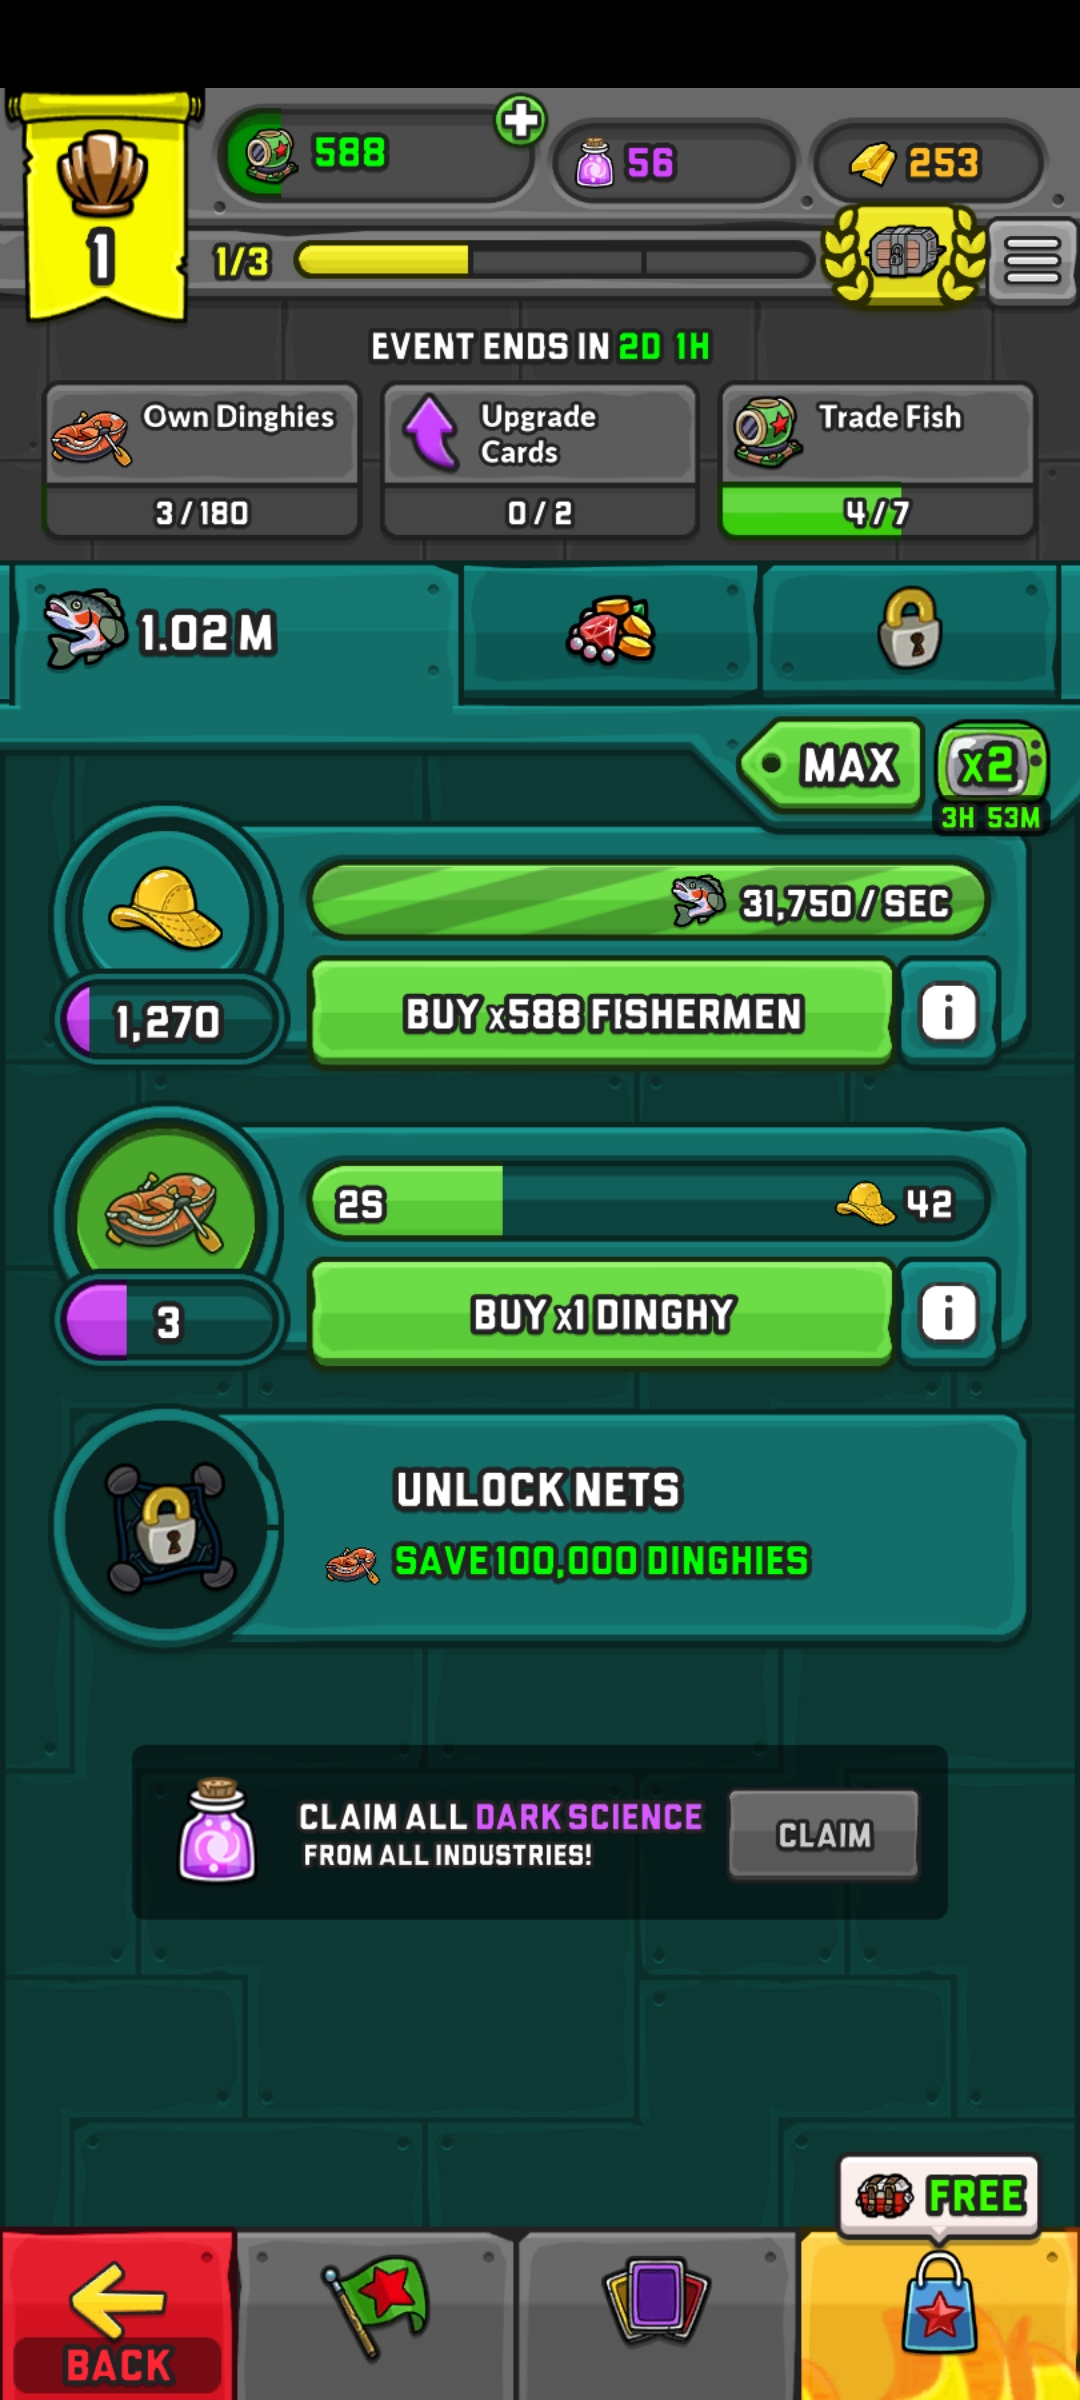 1
588
56
253
1/3
EVENT ENDS IN 2D 1H
Own Dinghies
3/180
Upgrade
Cards
0/2
Trade Fish
4/7
1.02 M
MAX
x2
3H 53M
31,750/SEC
1,270
BUY x588 FISHERMEN
i
2S
42
3
BUY x1 DINGHY
i
UNLOCK NETS
SAVE 100,000 DINGHIES
CLAIM ALL DARK SCIENCE
FROM ALL INDUSTRIES!
CLAIM
FREE
BACK